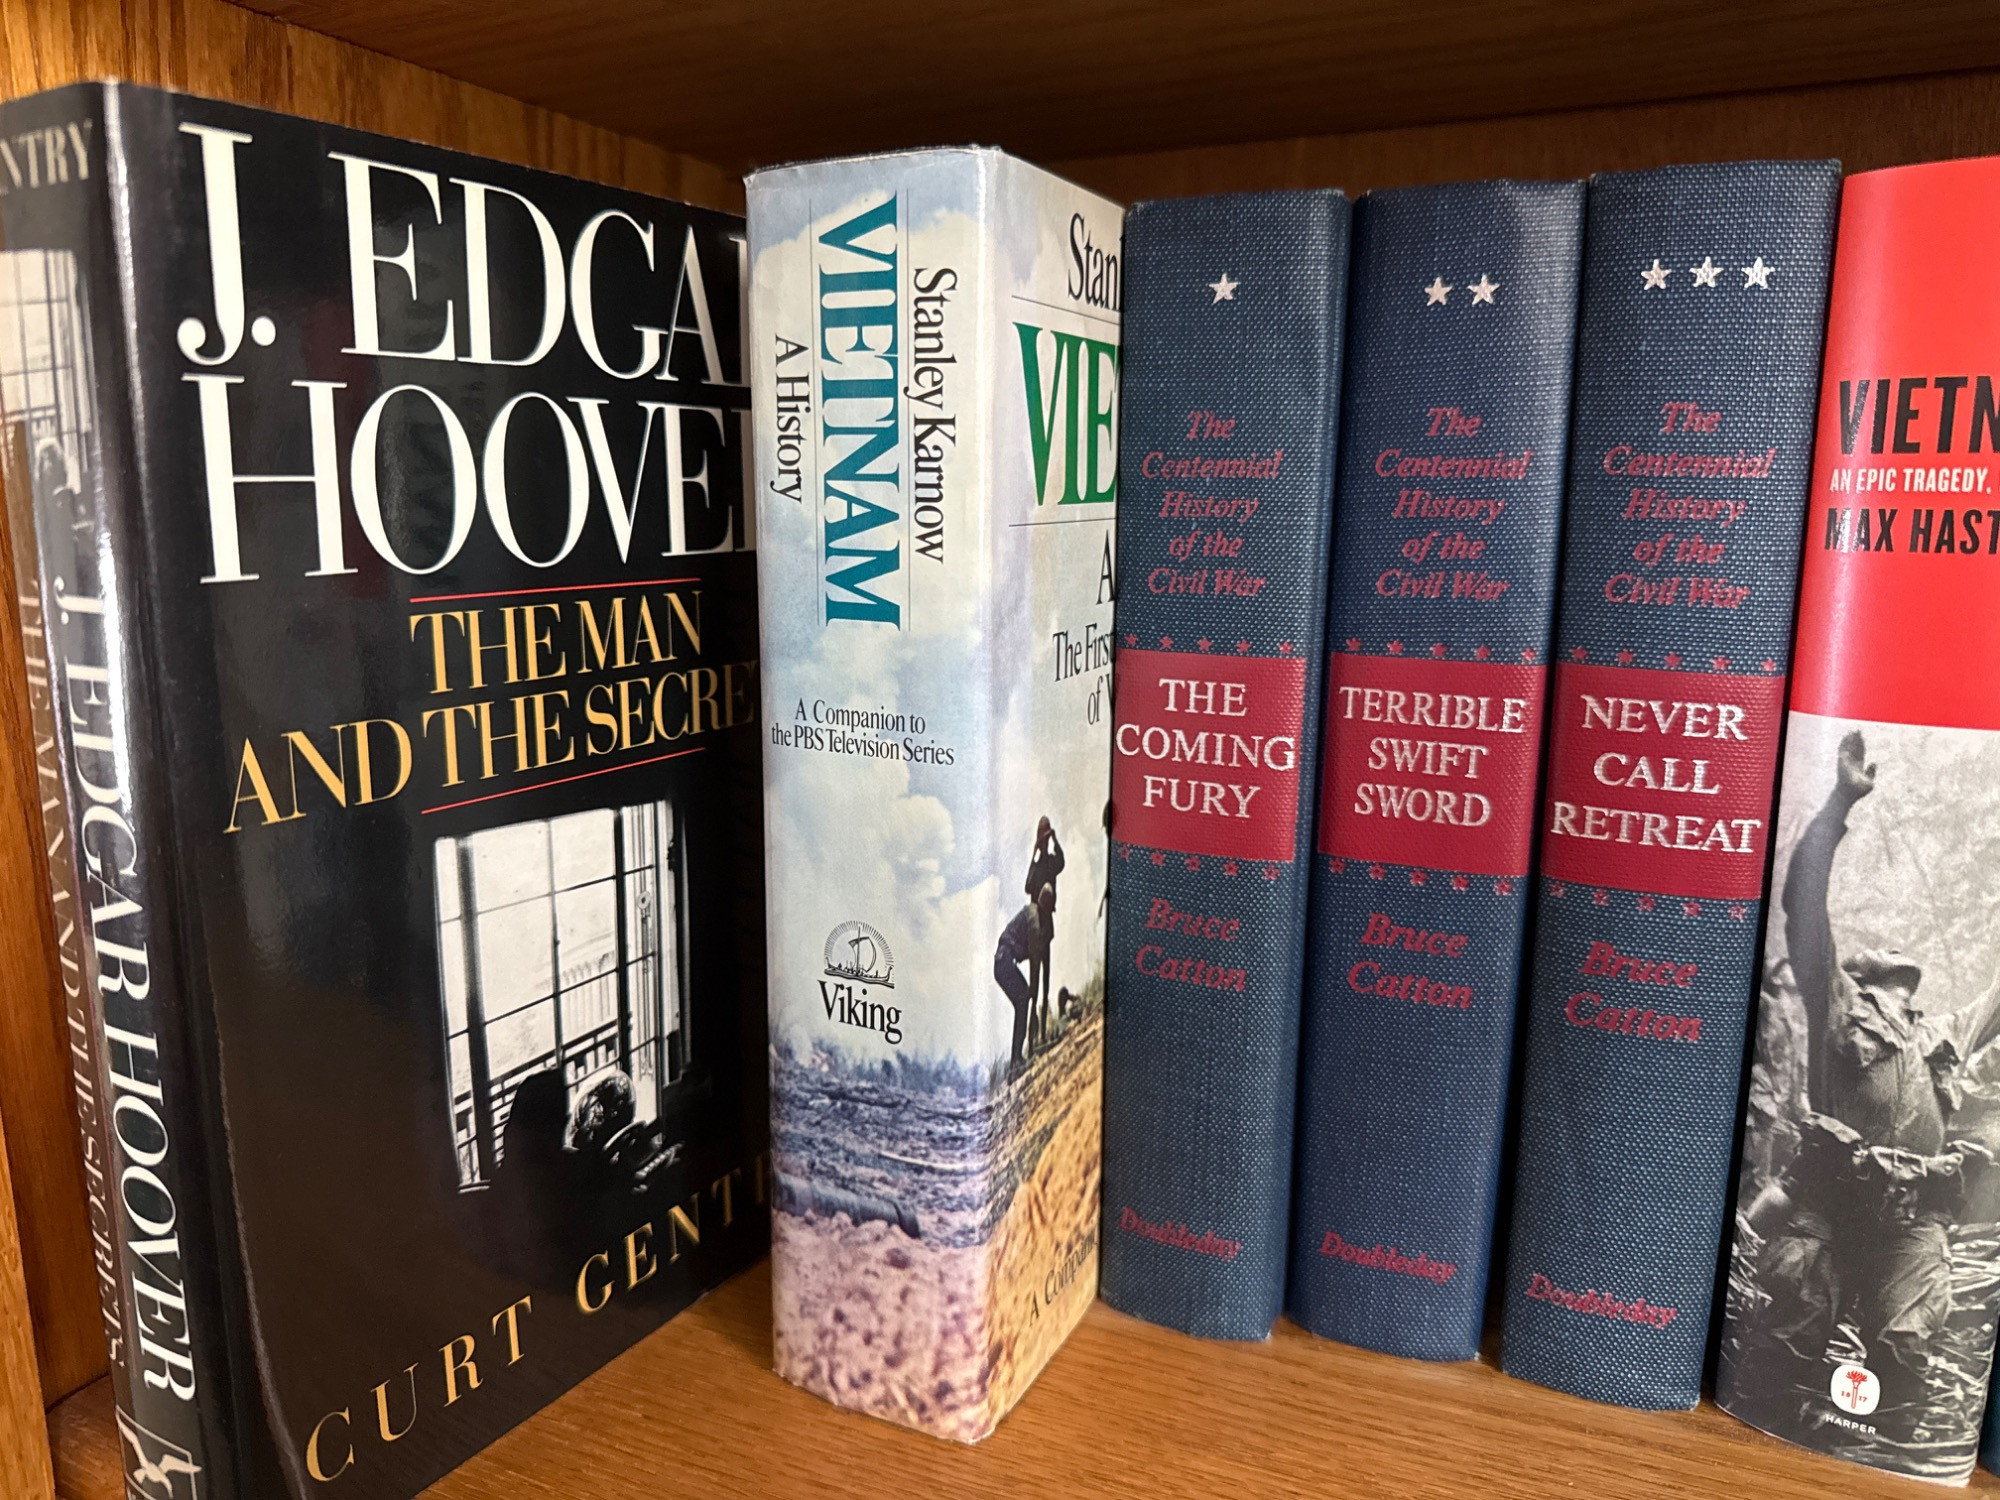 NTRY
J. EDGAR HOOVER
THE MAN AND THE SECRETS
J. EDGA
HOOVE
THE MAN
AND THE SECRE
CURT GENT
Stanley Karnow
VIETNAM
A History
A Companion to
the PBS Television Series
Viking
Stan
VIE
A
The First
of V
A Compan
The
Centennial
History
of the
Civil War
THE
COMING
FURY
Bruce
Catton
Doubleday
The
Centennial
History
of the
Civil War
TERRIBLE
SWIFT
SWORD
Bruce
Catton
Doubleday
The
Centennial
History
of the
Civil War
NEVER
CALL
RETREAT
Bruce
Catton
Doubleday
VIETN
AN EPIC TRAGEDY,
MAX HAST
1817
HARPER